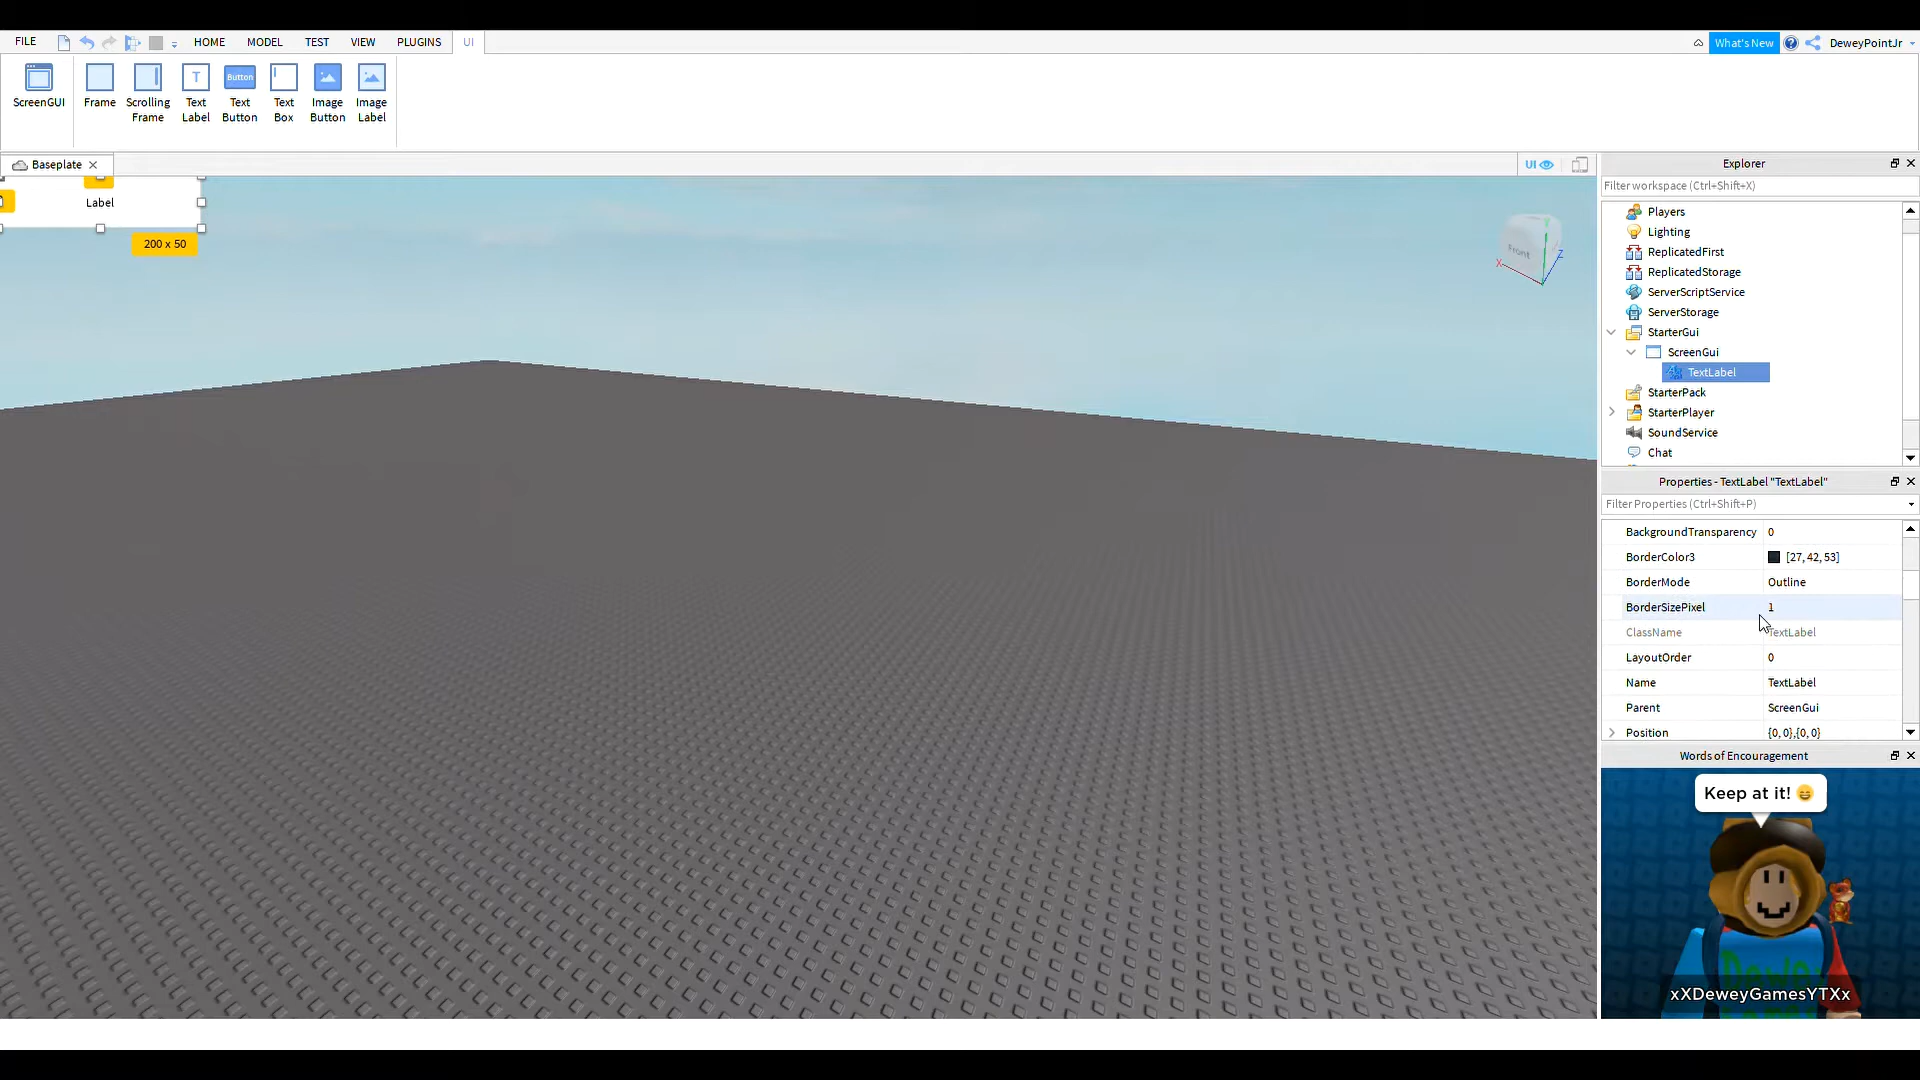 FILE
HOME
MODEL
TEST
VIEW
PLUGINS
UI
What's New
DeweyPointJr
ScreenGUI
Frame
Scrolling
Frame
Text
Label
Text
Button
Button
Text
Box
Image
Button
Image
Label
Baseplate
UI
Label
200 x 50
Front
X
Z
Explorer
Filter workspace (Ctrl+Shift+X)
Players
Lighting
ReplicatedFirst
ReplicatedStorage
ServerScriptService
ServerStorage
StarterGui
ScreenGui
TextLabel
StarterPack
StarterPlayer
SoundService
Chat
Properties - TextLabel "TextLabel"
Filter Properties (Ctrl+Shift+P)
BackgroundTransparency 0
BorderColor3 [27, 42, 53]
BorderMode Outline
BorderSizePixel 1
ClassName TextLabel
LayoutOrder 0
Name TextLabel
Parent ScreenGui
Position {0, 0},{0, 0}
Words of Encouragement
Keep at it! 😄
xXDeweyGamesYTXx